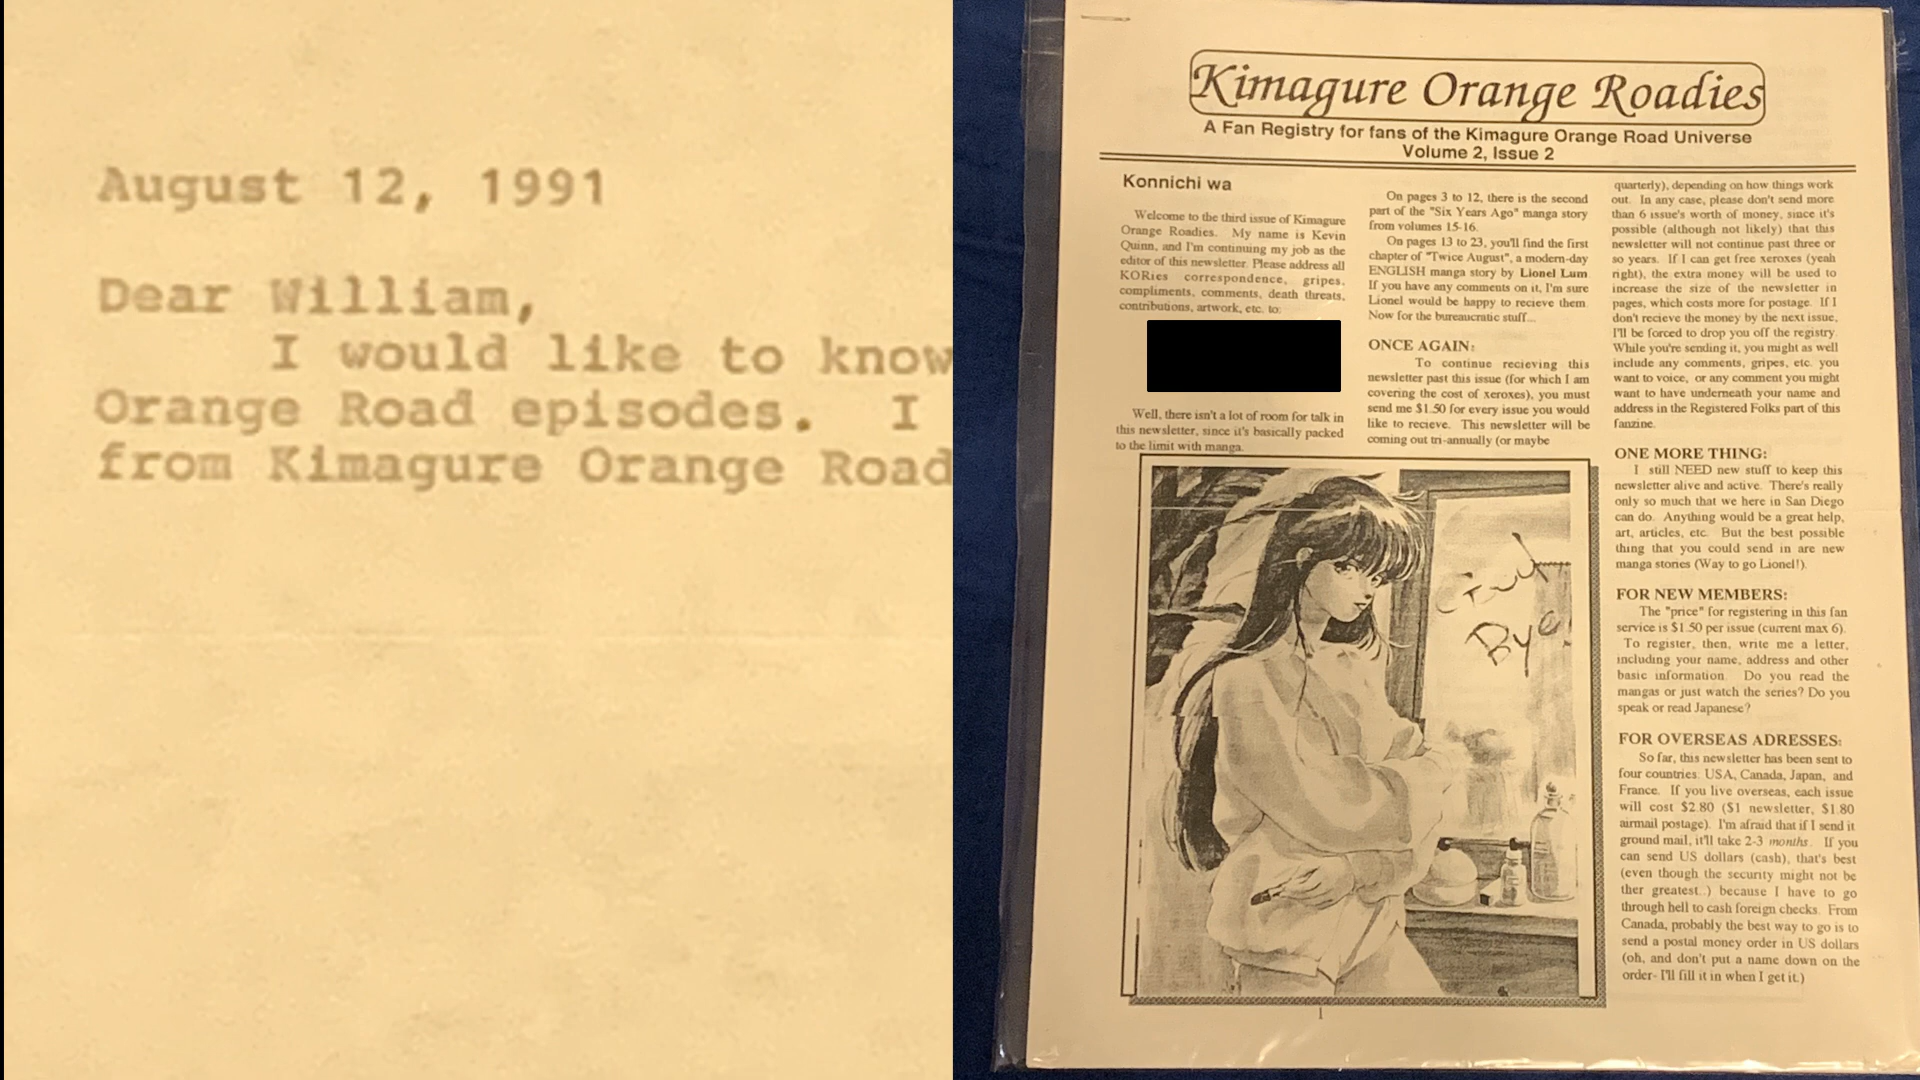 August 12, 1991
Dear William,
I would like to know
Orange Road episodes. I
from Kimagure Orange Road
Kimagure Orange Roadies
A Fan Registry for fans of the Kimagure Orange Road Universe
Volume 2, Issue 2
Konnichi wa
Welcome to the third issue of Kimagure
Orange Roadies. My name is Kevin
Quinn, and I'm continuing my job as the
editor of this newsletter. Please address all
KORies correspondence, gripes,
compliments, comments, death threats,
contributions, artwork, etc. to:
Well, there isn't a lot of room for talk in
this newsletter, since it's basically packed
to the limit with manga.
On pages 3 to 12, there is the second
part of the "Six Years Ago" manga story
from volumes 15-16.
On pages 13 to 23, you'll find the first
chapter of "Twice August", a modern-day
ENGLISH manga story by Lionel Lum
If you have any comments on it, I'm sure
Lionel would be happy to recieve them.
Now for the bureaucratic stuff...
ONCE AGAIN:
To continue recieving this
newsletter past this issue (for which I am
covering the cost of xeroxes), you must
send me $1.50 for every issue you would
like to recieve. This newsletter will be
coming out tri-annually (or maybe
quarterly), depending on how things work
out. In any case, please don't send more
than 6 issue's worth of money, since it's
possible (although not likely) that this
newsletter will not continue past three or
so years. If I can get free xeroxes (yeah
right), the extra money will be used to
increase the size of the newsletter in
pages, which costs more for postage. If I
don't recieve the money by the next issue,
I'll be forced to drop you off the registry.
While you're sending it, you might as well
include any comments, gripes, etc. you
want to voice, or any comment you might
want to have underneath your name and
address in the Registered Folks part of this
fanzine.
ONE MORE THING:
I still NEED new stuff to keep this
newsletter alive and active. There's really
only so much that we here in San Diego
can do. Anything would be a great help,
art, articles, etc. But the best possible
thing that you could send in are new
manga stories (Way to go Lionel!).
FOR NEW MEMBERS:
The "price" for registering in this fan
service is $1.50 per issue (current max 6).
To register, then, write me a letter,
including your name, address and other
basic information. Do you read the
mangas or just watch the series? Do you
speak or read Japanese?
FOR OVERSEAS ADRESSES:
So far, this newsletter has been sent to
four countries: USA, Canada, Japan, and
France. If you live overseas, each issue
will cost $2.80 ($1 newsletter, $1.80
airmail postage). I'm afraid that if I send it
ground mail, it'll take 2-3 months. If you
can send US dollars (cash), that's best
(even though the security might not be
ther greatest..) because I have to go
through hell to cash foreign checks. From
Canada, probably the best way to go is to
send a postal money order in US dollars
(oh, and don't put a name down on the
order- I'll fill it in when I get it.)
Bye
1